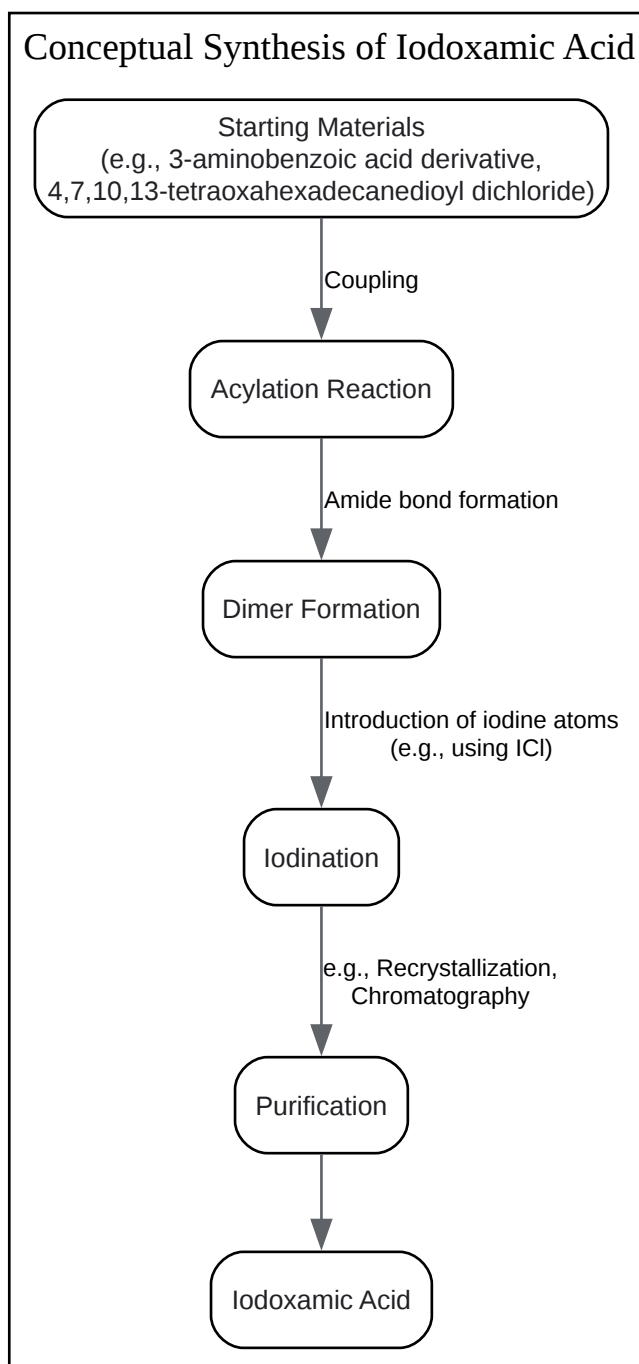 Conceptual Synthesis of Iodoxamic Acid
Starting Materials
(e.g., 3-aminobenzoic acid derivative,
4,7,10,13-tetraoxahexadecanedioyl dichloride)
Coupling
Acylation Reaction
Amide bond formation
Dimer Formation
Introduction of iodine atoms
(e.g., using ICl)
Iodination
e.g., Recrystallization,
Chromatography
Purification
Iodoxamic Acid